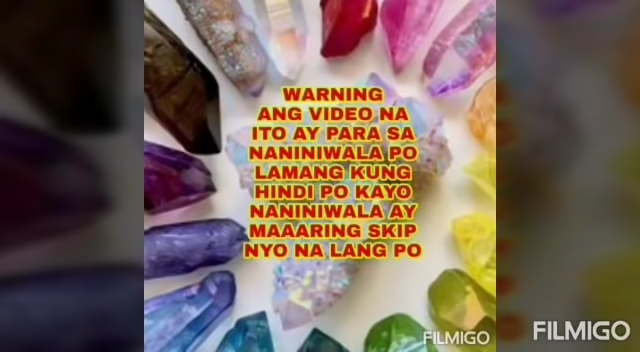 WARNING
ANG VIDEO NA
ITO AY PARA SA
NANINIWALA PO
LAMANG KUNG
HINDI PO KAYO
NANINIWALA AY
MAAARING SKIP
NYO NA LANG PO
FILMIGO
FILMIGO